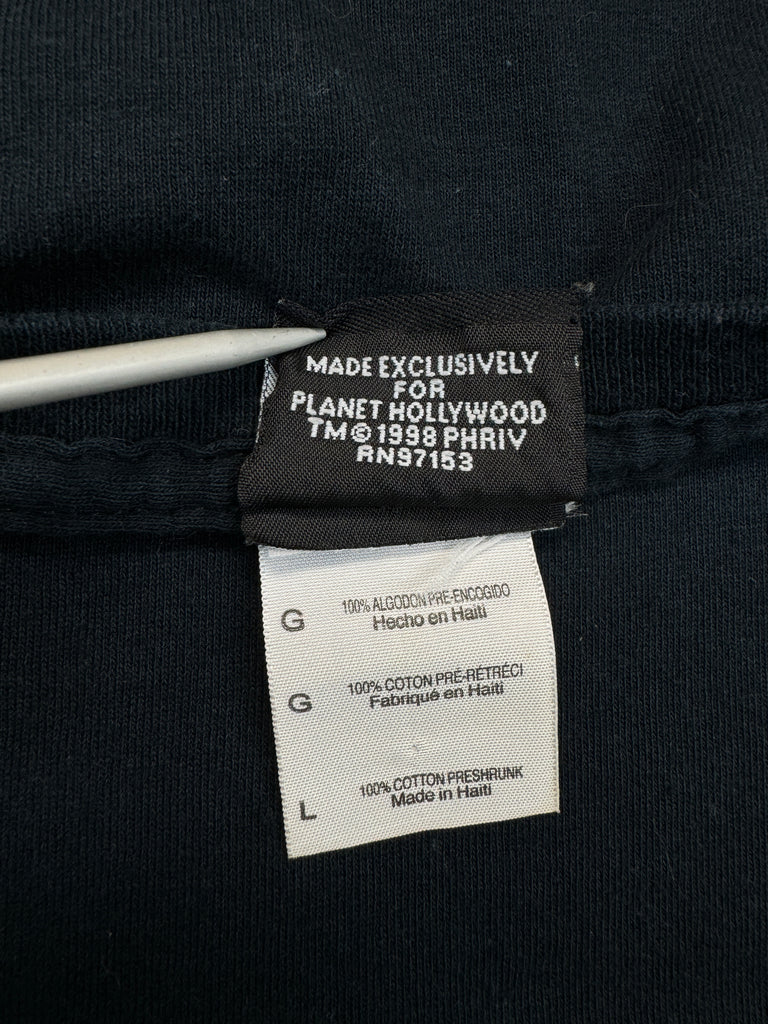 MADE EXCLUSIVELY
FOR
PLANET HOLLYWOOD
TM © 1998 PHRIV
RN97153
G 100% ALGODON PRE-ENCOGIDO
Hecho en Haiti
G 100% COTON PRÉ-RÉTRÉCI
Fabriqué en Haiti
L 100% COTTON PRESHRUNK
Made in Haiti